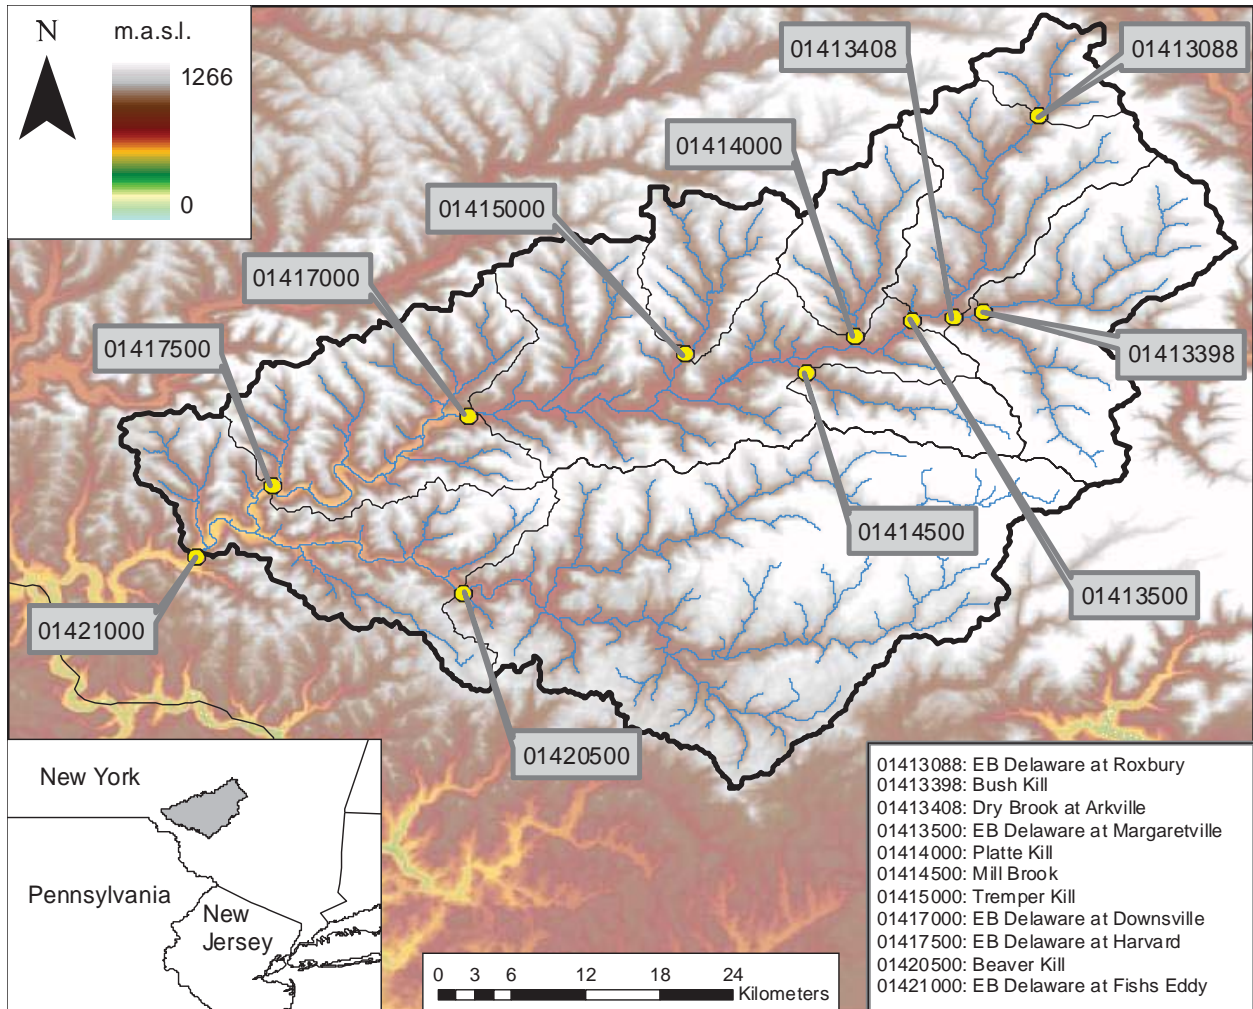 N
m.a.s.l.
1266
0
01413408
01413088
01414000
01415000
01417000
01417500
01413398
01414500
01413500
01421000
01420500
New York
Pennsylvania
New
Jersey
0 3 6 12 18 24
Kilometers
01413088: EB Delaware at Roxbury
01413398: Bush Kill
01413408: Dry Brook at Arkville
01413500: EB Delaware at Margaretville
01414000: Platte Kill
01414500: Mill Brook
01415000: Tremper Kill
01417000: EB Delaware at Downsville
01417500: EB Delaware at Harvard
01420500: Beaver Kill
01421000: EB Delaware at Fishs Eddy